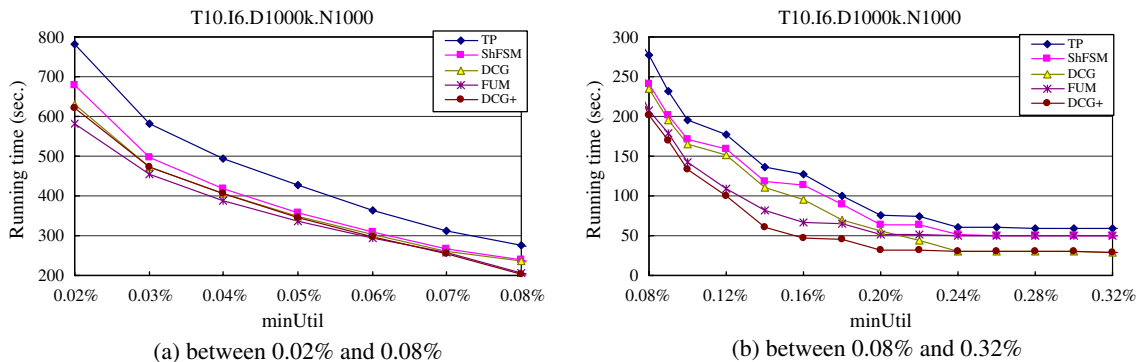 T10.I6.D1000k.N1000
800
700
600
500
400
300
200
Running time (sec.)
0.02% 0.03% 0.04% 0.05% 0.06% 0.07% 0.08%
minUtil
TP
ShFSM
DCG
FUM
DCG+
(a) between 0.02% and 0.08%
T10.I6.D1000k.N1000
300
250
200
150
100
50
0
Running time (sec.)
0.08% 0.12% 0.16% 0.20% 0.24% 0.28% 0.32%
minUtil
TP
ShFSM
DCG
FUM
DCG+
(b) between 0.08% and 0.32%